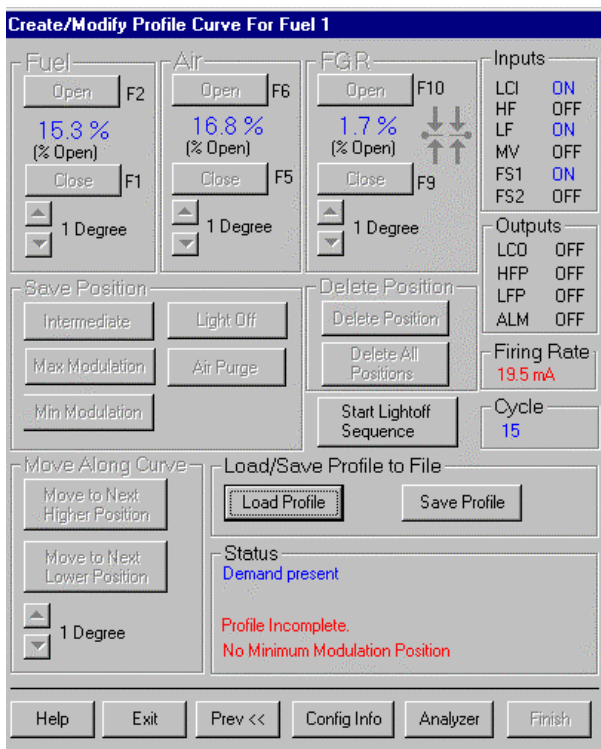 Create/Modify Profile Curve For Fuel 1
Fuel
Open F2
15.3 %
(% Open)
Close F1
1 Degree
Air
Open F6
16.8 %
(% Open)
Close F5
1 Degree
FGR
Open F10
1.7 %
(% Open)
Close F9
1 Degree
Inputs
LCI ON
HF OFF
LF ON
MV OFF
FS1 ON
FS2 OFF
Outputs
LCO OFF
HFP OFF
LFP OFF
ALM OFF
Save Position
Intermediate Light Off
Max Modulation Air Purge
Min Modulation
Delete Position
Delete Position
Delete All
Positions
Start Lightoff
Sequence
Firing Rate
19.5 mA
Cycle
15
Move Along Curve
Move to Next
Higher Position
Move to Next
Lower Position
1 Degree
Load/Save Profile to File
Load Profile Save Profile
Status
Demand present
Profile Incomplete.
No Minimum Modulation Position
Help Exit Prev << Config Info Analyzer Finish